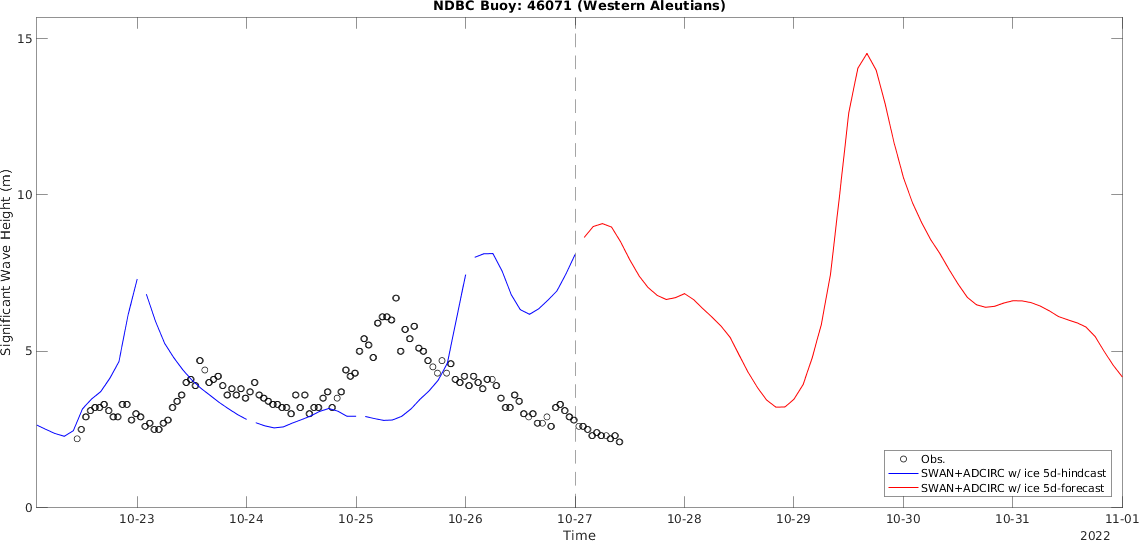 NDBC Buoy: 46071 (Western Aleutians)
Significant Wave Height (m)
15
10
5
0
10-23
10-24
10-25
10-26
10-27
10-28
10-29
10-30
10-31
11-01
Time
2022
Obs.
SWAN+ADCIRC w/ ice 5d-hindcast
SWAN+ADCIRC w/ ice 5d-forecast